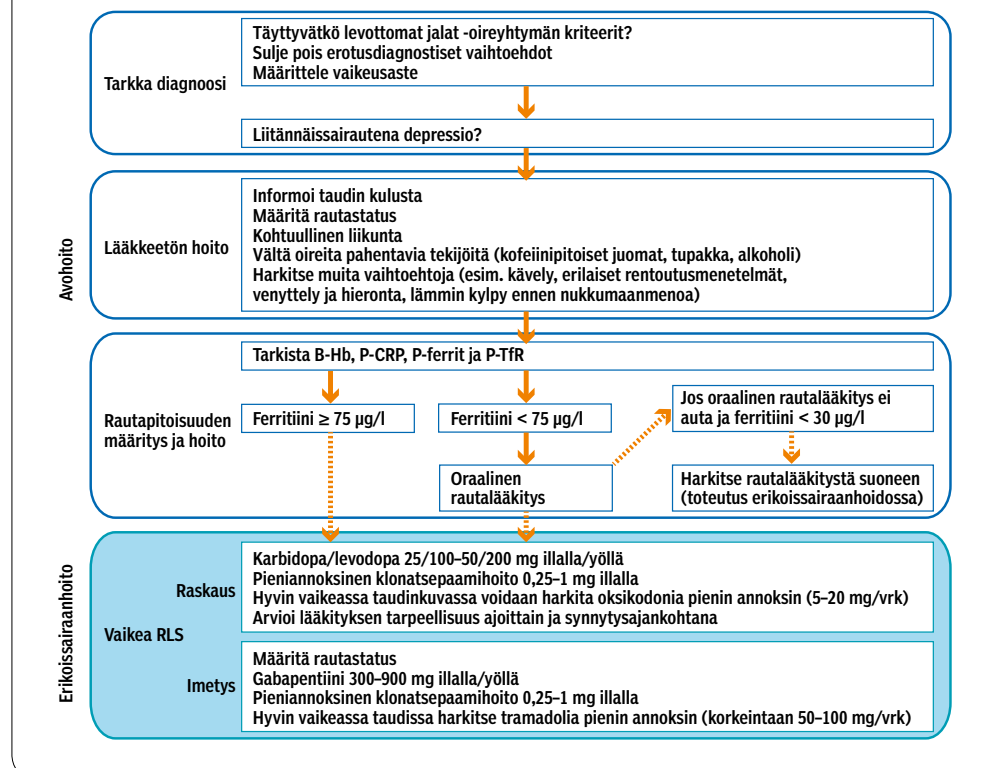 Avohoito
Tarkka diagnoosi
Täyttyvätkö levottomat jalat -oireyhtymän kriteerit?
Sulje pois erotusdiagnostiset vaihtoehdot
Määrittele vaikeusaste
Liitännäissairautena depressio?
Lääkkeetön hoito
Informoi taudin kulusta
Määritä rautastatus
Kohtuullinen liikunta
Vältä oireita pahentavia tekijöitä (kofeiinipitoiset juomat, tupakka, alkoholi)
Harkitse muita vaihtoehtoja (esim. kävely, erilaiset rentoutusmenetelmät,
venyttely ja hieronta, lämmin kylpy ennen nukkumaanmenoa)
Rautapitoisuuden
määritys ja hoito
Tarkista B-Hb, P-CRP, P-ferrit ja P-TfR
Ferritiini ≥ 75 µg/l
Ferritiini < 75 µg/l
Jos oraalinen rautalääkitys ei
auta ja ferritiini < 30 µg/l
Oraalinen
rautalääkitys
Harkitse rautalääkitystä suoneen
(toteutus erikoissairaanhoidossa)
Erikoissairaanhoito
Vaikea RLS
Raskaus
Karbidopa/levodopa 25/100–50/200 mg illalla/yöllä
Pieniannoksinen klonatsepaamihoito 0,25–1 mg illalla
Hyvin vaikeassa taudinkuvassa voidaan harkita oksikodonia pienin annoksin (5–20 mg/vrk)
Arvioi lääkityksen tarpeellisuus ajoittain ja synnytysajankohtana
Imetys
Määritä rautastatus
Gabapentiini 300–900 mg illalla/yöllä
Pieniannoksinen klonatsepaamihoito 0,25–1 mg illalla
Hyvin vaikeassa taudissa harkitse tramadolia pienin annoksin (korkeintaan 50–100 mg/vrk)